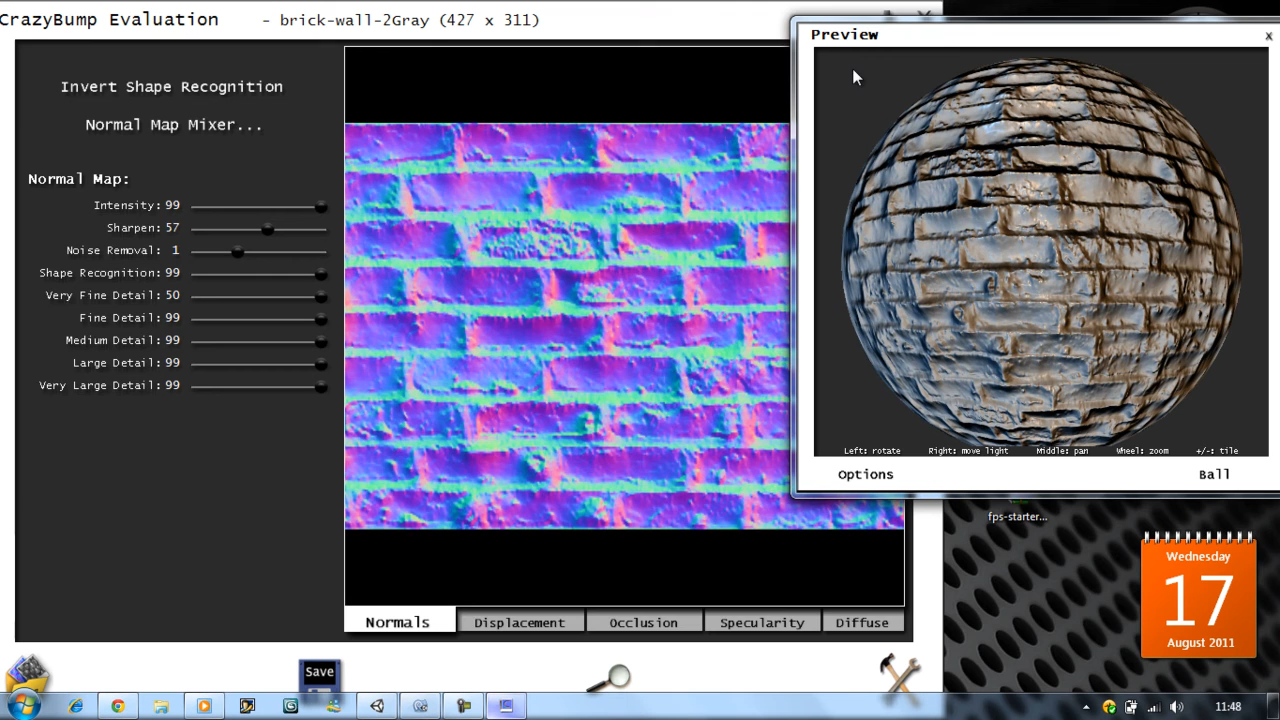 CrazyBump Evaluation - brick-wall-2Gray (427 x 311)
Invert Shape Recognition
Normal Map Mixer...
Normal Map:
Intensity: 99
Sharpen: 57
Noise Removal: 1
Shape Recognition: 99
Very Fine Detail: 50
Fine Detail: 99
Medium Detail: 99
Large Detail: 99
Very Large Detail: 99
Normals
Displacement
Occlusion
Specularity
Diffuse
Save
Preview
x
Left: rotate Right: move light Middle: pan Wheel: zoom +/-: tile
Options
Ball
fps-starter...
Wednesday
17
August 2011
11:48